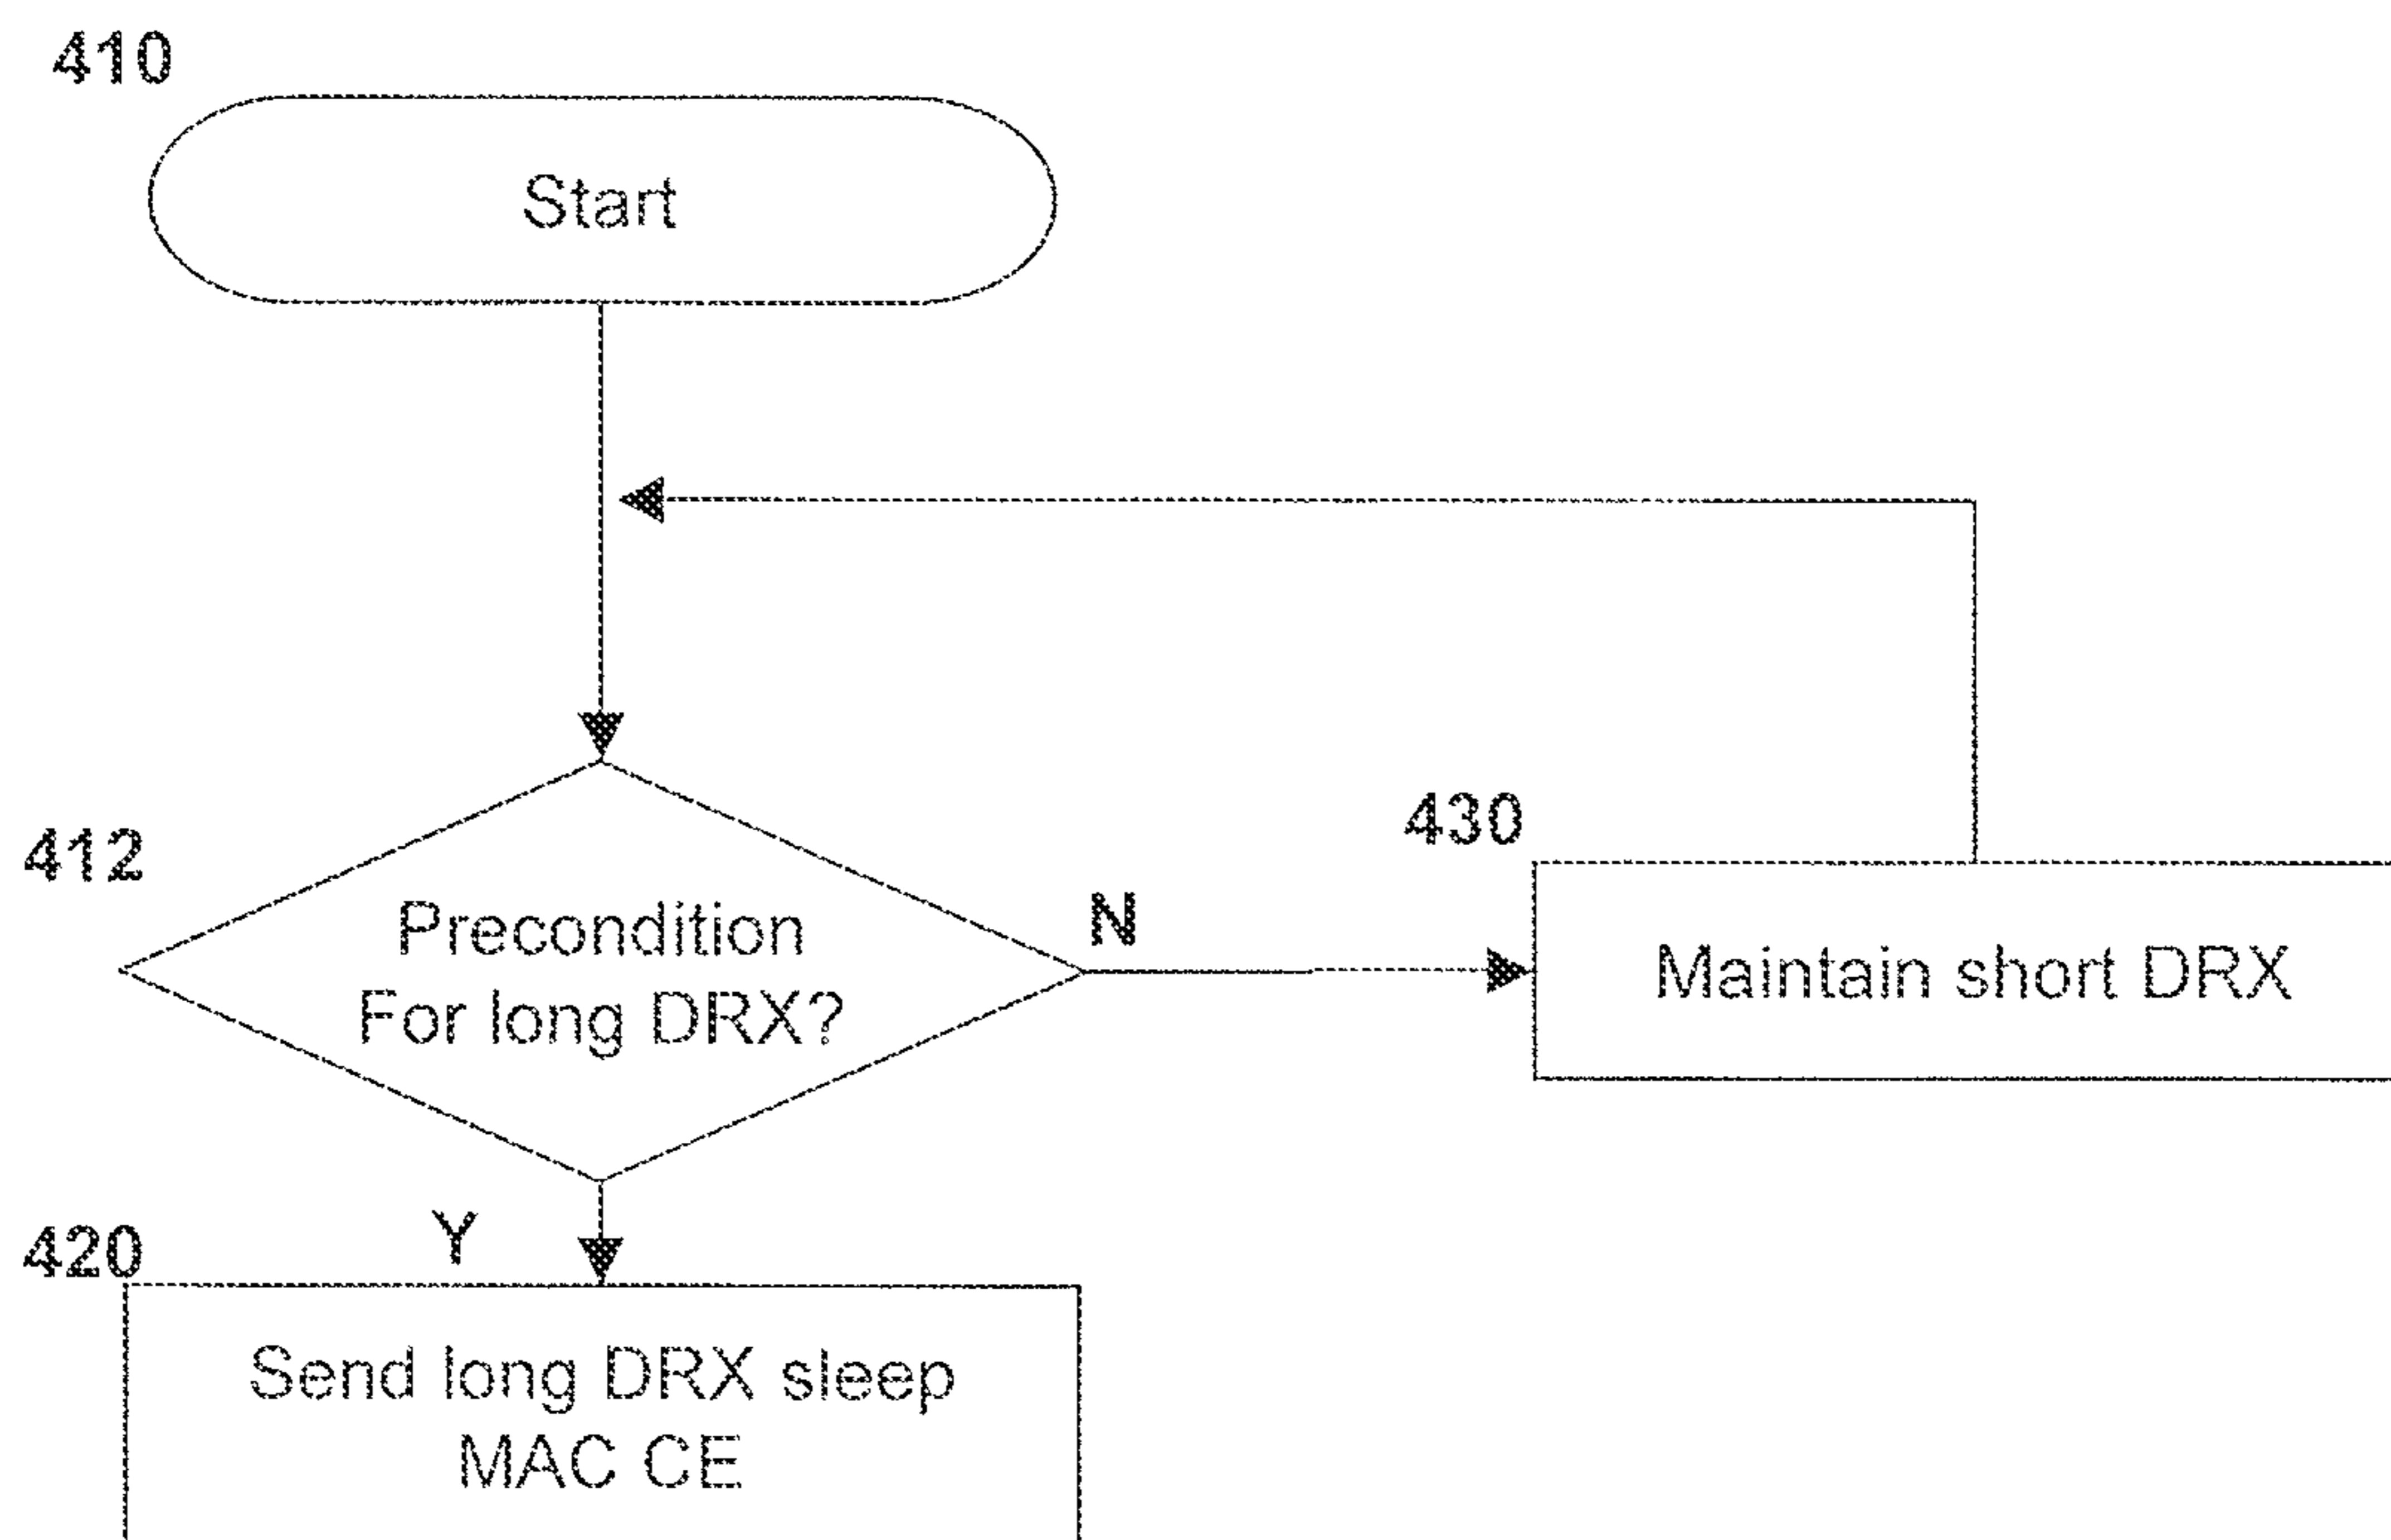 410
Start
412
Precondition
For long DRX?
N
430
Maintain short DRX
Y
420
Send long DRX sleep
MAC CE